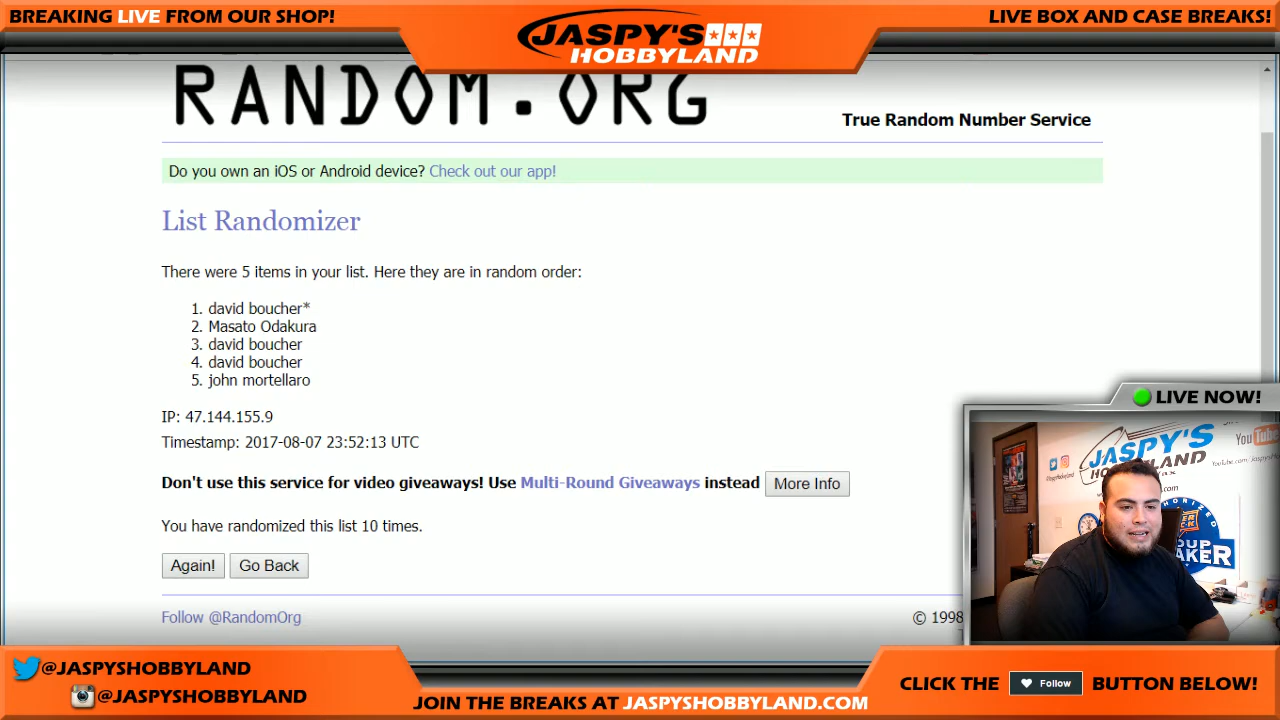 BREAKING LIVE FROM OUR SHOP!
JASPY'S
HOBBYLAND
LIVE BOX AND CASE BREAKS!
RANDOM.ORG
True Random Number Service
Do you own an iOS or Android device? Check out our app!
List Randomizer
There were 5 items in your list. Here they are in random order:
1. david boucher*
2. Masato Odakura
3. david boucher
4. david boucher
5. john mortellaro
IP: 47.144.155.9
Timestamp: 2017-08-07 23:52:13 UTC
Don't use this service for video giveaways! Use Multi-Round Giveaways instead More Info
You have randomized this list 10 times.
Again! Go Back
Follow @RandomOrg
© 1998
LIVE NOW!
JASPY'S
You Tube
@JASPYSHOBBYLAND
@JASPYSHOBBYLAND
JOIN THE BREAKS AT JASPYSHOBBYLAND.COM
CLICK THE Follow BUTTON BELOW!